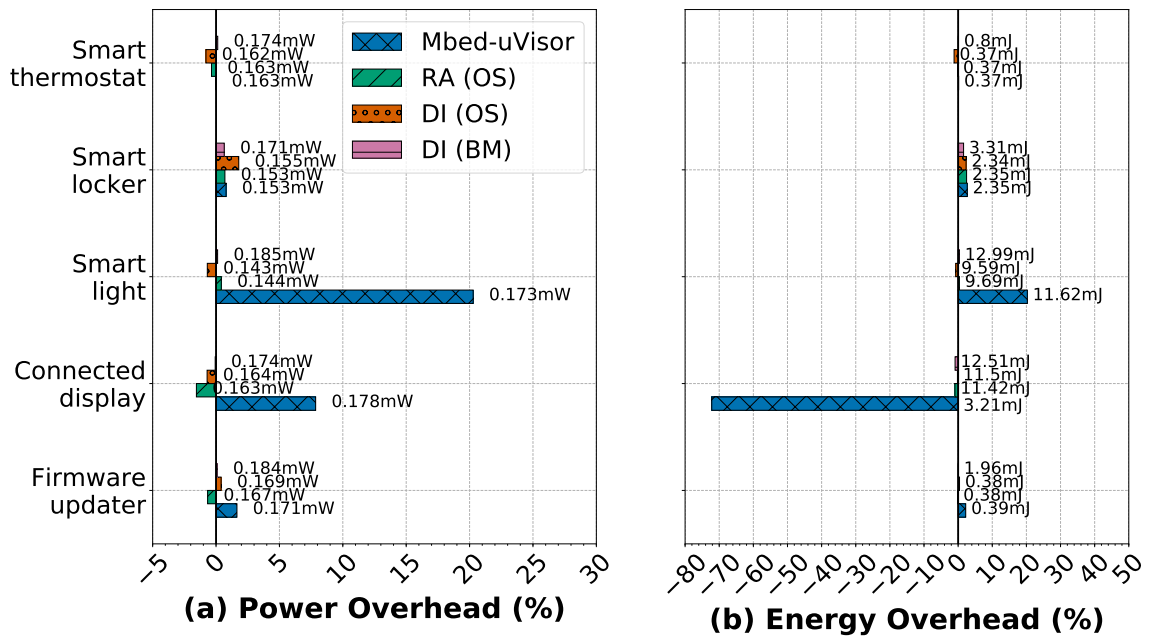 Smart
thermostat
Smart
locker
Smart
light
Connected
display
Firmware
updater
0.174mW
0.162mW
0.163mW
0.163mW
0.171mW
0.155mW
0.153mW
0.153mW
0.185mW
0.143mW
0.144mW
0.173mW
0.174mW
0.164mW
0.163mW
0.178mW
0.184mW
0.169mW
0.167mW
0.171mW
Mbed-uVisor
RA (OS)
DI (OS)
DI (BM)
−5
0
5
10
15
20
25
30
(a) Power Overhead (%)
0.8mJ
0.37mJ
0.37mJ
0.37mJ
3.31mJ
2.34mJ
2.35mJ
2.35mJ
12.99mJ
9.59mJ
9.69mJ
11.62mJ
12.51mJ
11.5mJ
11.42mJ
3.21mJ
1.96mJ
0.38mJ
0.38mJ
0.39mJ
−80
−70
−60
−50
−40
−30
−20
−10
0
10
20
30
40
50
(b) Energy Overhead (%)